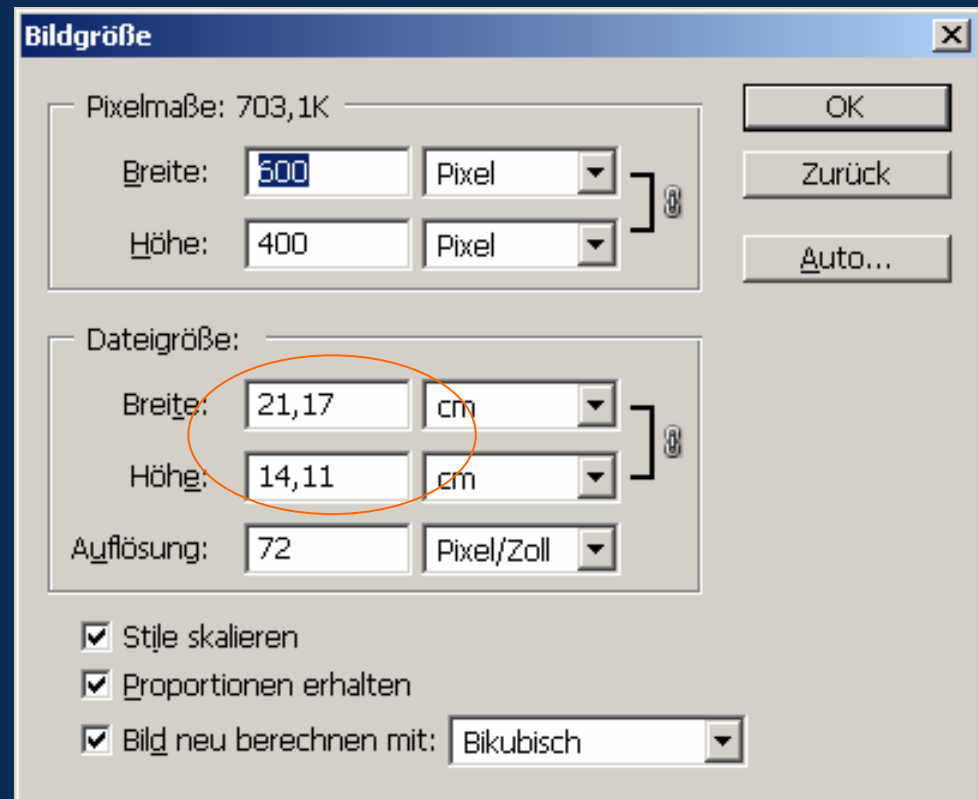 Bildgröße
Pixelmaße: 703,1K
OK
Breite: 600 Pixel
Zurück
Höhe: 400 Pixel
Auto...
Dateigröße:
Breite: 21,17 cm
Höhe: 14,11 cm
Auflösung: 72 Pixel/Zoll
Stile skalieren
Proportionen erhalten
Bild neu berechnen mit: Bikubisch